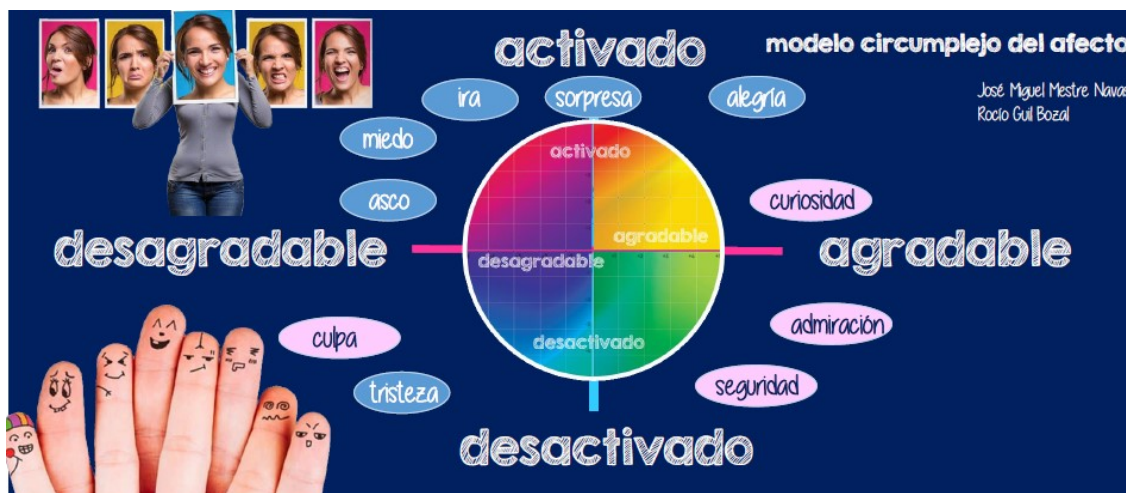 activado
modelo circumplejo del afecto
José Miguel Mestre Navas
Rocío Guil Bozal
ira
sorpresa
alegría
miedo
activado
asco
curiosidad
agradable
desagradable
agradable
desagradable
admiración
culpa
desactivado
tristeza
seguridad
desactivado